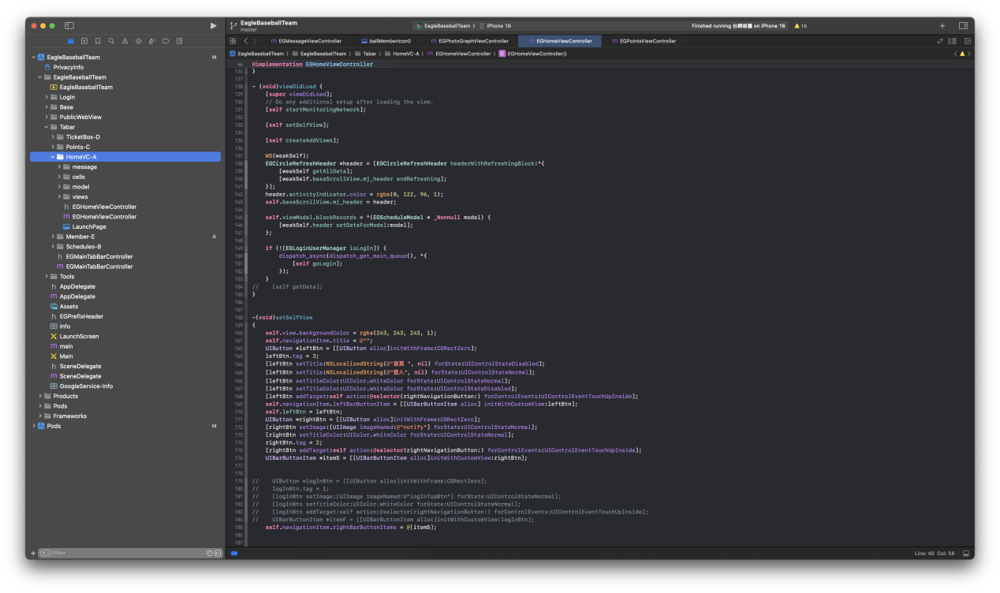 EagleBaseballTeam
master
EagleBaseballTeam 〉 iPhone 16
Finished running 台鋼雄鷹 on iPhone 16
18
EGMessageViewController
ballMembericon0
EGPhotoGraphViewController
EGHomeViewController
EGPointsViewController
EagleBaseballTeam 〉 EagleBaseballTeam 〉 Tabar 〉 HomeVC-A 〉 m EGHomeViewController 〉 C EGHomeViewController()
EagleBaseballTeam M
PrivacyInfo
EagleBaseballTeam
EagleBaseballTeam
LogIn
Base
PublicWebView
Tabar
TicketBox-D
Points-C
HomeVC-A
message
cells
model
views
h EGHomeViewController
m EGHomeViewController
LaunchPage
Member-E A
Schedules-B
h EGMainTabBarController
m EGMainTabBarController
Tools
h AppDelegate
m AppDelegate
Assets
h EGPrefixHeader
Info
LaunchScreen
m main
Main
h SceneDelegate
m SceneDelegate
GoogleService-Info
Products
Pods
Frameworks
Pods M
Filter
46 @implementation EGHomeViewController
126 }
127
128 - (void)viewDidLoad {
129 [super viewDidLoad];
130 // Do any additional setup after loading the view.
131 [self startMonitoringNetwork];
132
133 [self setSelfView];
134
135 [self createAddViews];
136
137 WS(weakSelf);
138 EGCircleRefreshHeader *header = [EGCircleRefreshHeader headerWithRefreshingBlock:^{
139 [weakSelf getAllData];
140 [weakSelf.baseScrollView.mj_header endRefreshing];
141 }];
142 header.activityIndicator.color = rgba(0, 122, 96, 1);
143 self.baseScrollView.mj_header = header;
144
145 self.viewModel.blockRecords = ^(EGScheduleModel * _Nonnull model) {
146 [weakSelf.header setDataForModel:model];
147 };
148
149 if (![EGLoginUserManager isLogIn]) {
150 dispatch_async(dispatch_get_main_queue(), ^{
151 [self goLogin];
152 });
153 }
154 // [self getData];
155 }
156
157
158 -(void)setSelfView
159 {
160 self.view.backgroundColor = rgba(243, 243, 243, 1);
161 self.navigationItem.title = @"";
162 UIButton *leftBtn = [[UIButton alloc]initWithFrame:CGRectZero];
163 leftBtn.tag = 3;
164 [leftBtn setTitle:NSLocalizedString(@"首頁 ", nil) forState:UIControlStateDisabled];
165 [leftBtn setTitle:NSLocalizedString(@"登入", nil) forState:UIControlStateNormal];
166 [leftBtn setTitleColor:UIColor.whiteColor forState:UIControlStateNormal];
167 [leftBtn setTitleColor:UIColor.whiteColor forState:UIControlStateDisabled];
168 [leftBtn addTarget:self action:@selector(rightNavigationButton:) forControlEvents:UIControlEventTouchUpInside];
169 self.navigationItem.leftBarButtonItem = [[UIBarButtonItem alloc] initWithCustomView:leftBtn];
170 self.leftBtn = leftBtn;
171 UIButton *rightBtn = [[UIButton alloc]initWithFrame:CGRectZero];
172 [rightBtn setImage:[UIImage imageNamed:@"notify"] forState:UIControlStateNormal];
173 [rightBtn setTitleColor:UIColor.whiteColor forState:UIControlStateNormal];
174 rightBtn.tag = 2;
175 [rightBtn addTarget:self action:@selector(rightNavigationButton:) forControlEvents:UIControlEventTouchUpInside];
176 UIBarButtonItem *itemS = [[UIBarButtonItem alloc]initWithCustomView:rightBtn];
177
178
179 // UIButton *logInBtn = [[UIButton alloc]initWithFrame:CGRectZero];
180 // logInBtn.tag = 1;
181 // [logInBtn setImage:[UIImage imageNamed:@"logInTopBtn"] forState:UIControlStateNormal];
182 // [logInBtn setTitleColor:UIColor.whiteColor forState:UIControlStateNormal];
183 // [logInBtn addTarget:self action:@selector(rightNavigationButton:) forControlEvents:UIControlEventTouchUpInside];
184 // UIBarButtonItem *itemF = [[UIBarButtonItem alloc]initWithCustomView:logInBtn];
185 self.navigationItem.rightBarButtonItems = @[itemS];
186
187
Line: 40 Col: 56